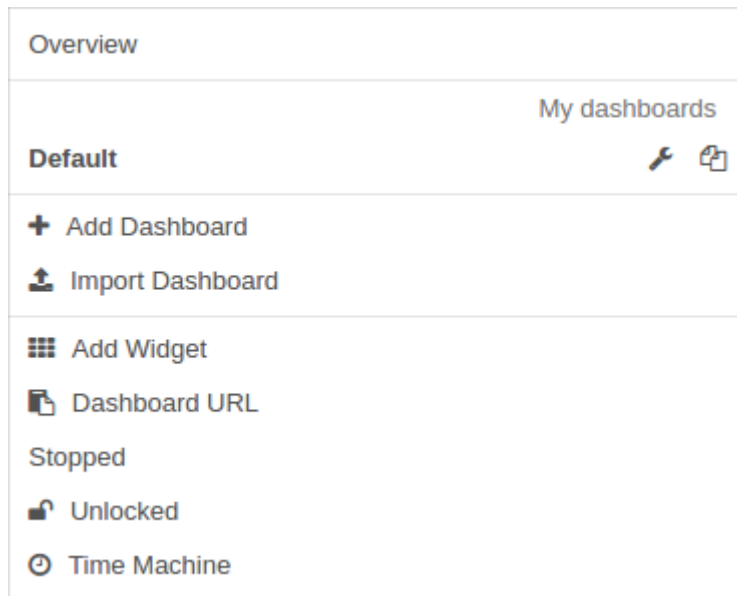 Overview
My dashboards
Default
Add Dashboard
Import Dashboard
Add Widget
Dashboard URL
Stopped
Unlocked
Time Machine